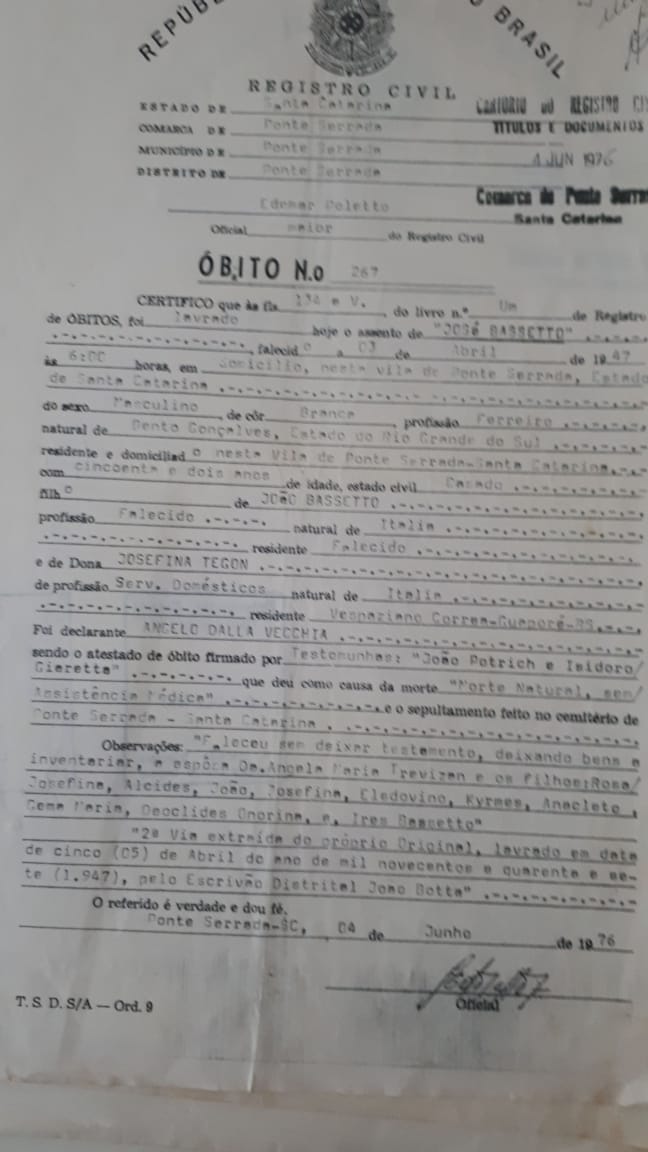 REPÚBL
O BRASIL
REGISTRO CIVIL
ESTADO DE Santa Catarina
CARTÓRIO DO REGISTRO CI
COMARCA DE Ponte Serrada
TÍTULOS E DOCUMENTOS
MUNICÍPIO DE Ponte Serrada
4 JUN 1976
DISTRITO DE Ponte Serrada
Comarca de Ponte Serra
Edemar Poletto
Santa Catarina
Oficial maior do Registro Civil
ÓBITO N.o 267
CERTIFICO que às fls 134 e V. do livro n.º Um de Registro
de ÓBITOS, foi lavrado hoje o assento de "JOSÉ BASSETTO"
, falecid o a 03 de Abril de 19 47
às 6:00 horas, em domicílio, nesta vila de Ponte Serrada, Estado
de Santa Catarina
do sexo Masculino, de côr Branca, profissão Ferreiro
natural de Bento Gonçalves, Estado do Rio Grande do Sul
residente e domiciliad o nesta Vila de Ponte Serrada-Santa Catarina
com cincoenta e dois anos de idade, estado civil Casado
filh o de JOÃO BASSETTO
profissão Falecido natural de Italia
residente Falecido
e de Dona JOSEFINA TEGON
de profissão Serv. Domésticos natural de Italia
residente Vespaziano Correa-Guaporé-RS
Foi declarante ANGELO DALLA VECCHIA
sendo o atestado de óbito firmado por Testemunhas: "João Potrich e Isidoro/
Giaretta" que deu como causa da morte "Morte Natural, sem/
Assistência Médica" e o sepultamento feito no cemitério de
Ponte Serrada - Santa Catarina
Observações: "Faleceu sem deixar testamento, deixando bens a
inventariar, a espôsa Da. Angela Maria Trevizan e os filhos: Rosa/
Josefina, Alcides, João, Josefina, Cledovino, Kyrmes, Anacleto,
Gema Maria, Deoclides Onorina, e, Ires Bassetto"
"2ª Via extraída do próprio Original, lavrado em data
de cinco (05) de Abril do ano de mil novecentos e quarenta e se-
te (1.947), pelo Escrivão Distrital João Botta"
O referido é verdade e dou fé.
Ponte Serrada-SC, 04 de Junho de 19 76
Oficial
T. S. D. S/A — Ord. 9